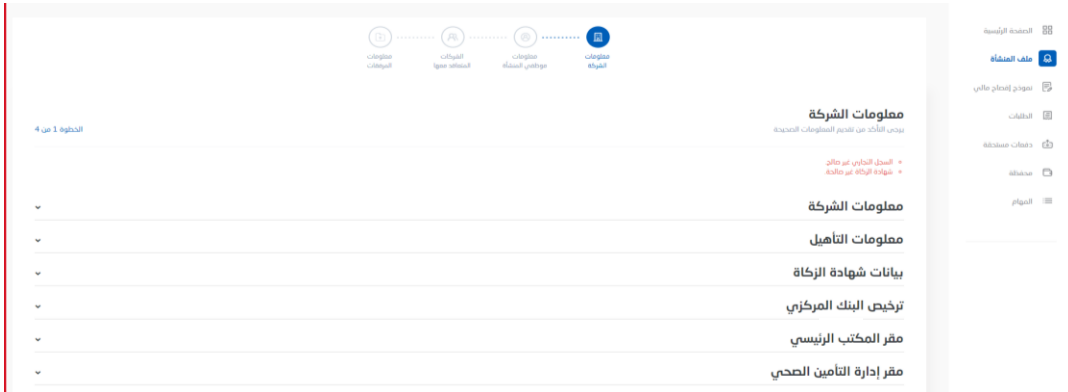 الصفحة الرئيسية
ملف المنشأة
نموذج إفصاح مالي
الطلبات
دفعات مستحقة
محفظة
المهام
معلومات الشركة
معلومات موظفي المنشأة
الشركات المتعاقد معها
معلومات المرفقات
معلومات الشركة
يرجى التأكد من تقديم المعلومات الصحيحة
الخطوة 1 من 4
السجل التجاري غير صالح
شهادة الزكاة غير صالحة
معلومات الشركة
معلومات التأهيل
بيانات شهادة الزكاة
ترخيص البنك المركزي
مقر المكتب الرئيسي
مقر إدارة التأمين الصحي